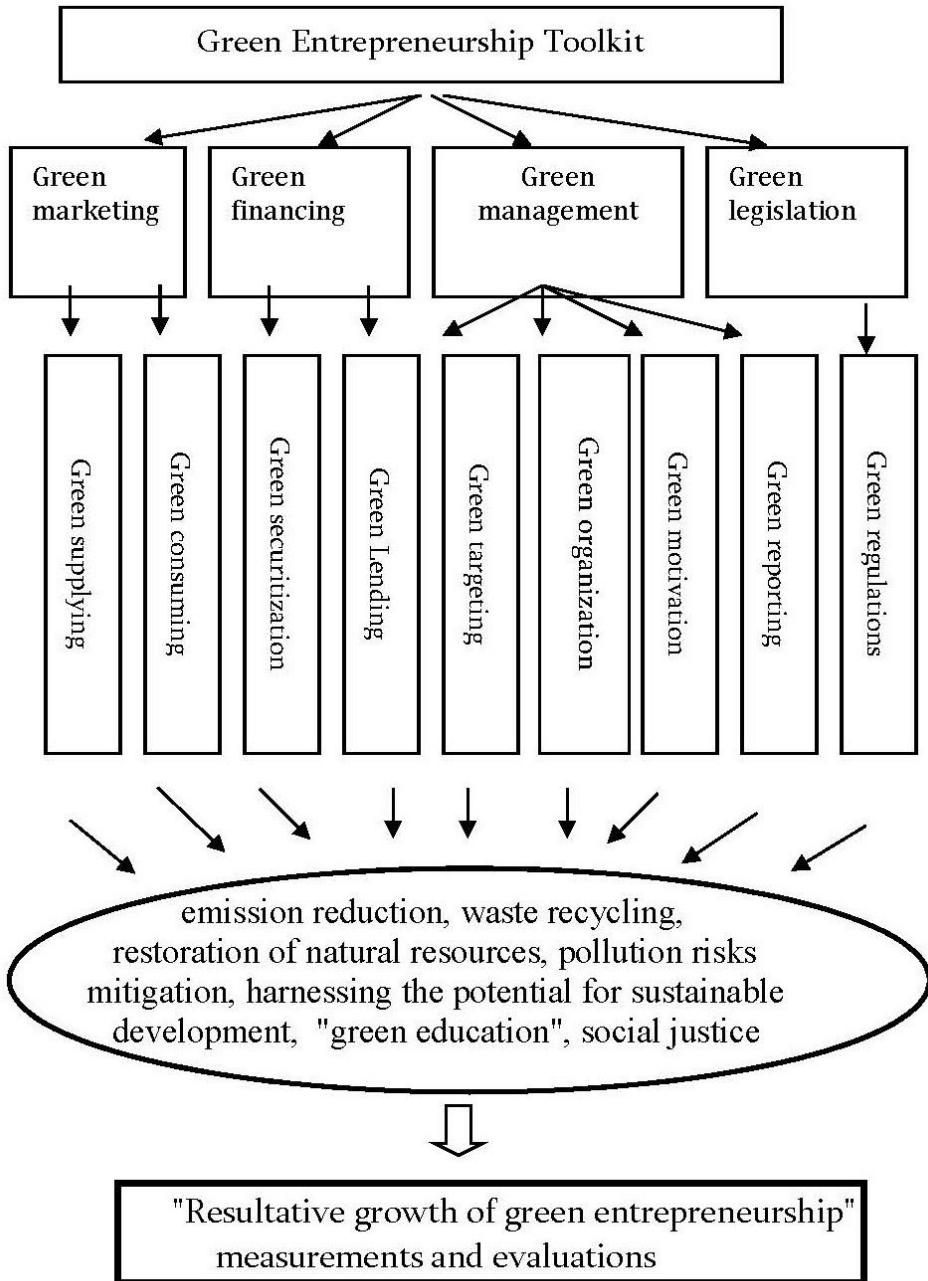 Green Entrepreneurship Toolkit
Green
marketing
Green
financing
Green
management
Green
legislation
Green supplying
Green consuming
Green securitization
Green Lending
Green targeting
Green organization
Green motivation
Green reporting
Green regulations
emission reduction, waste recycling,
restoration of natural resources, pollution risks
mitigation, harnessing the potential for sustainable
development, "green education", social justice
"Resultative growth of green entrepreneurship"
measurements and evaluations